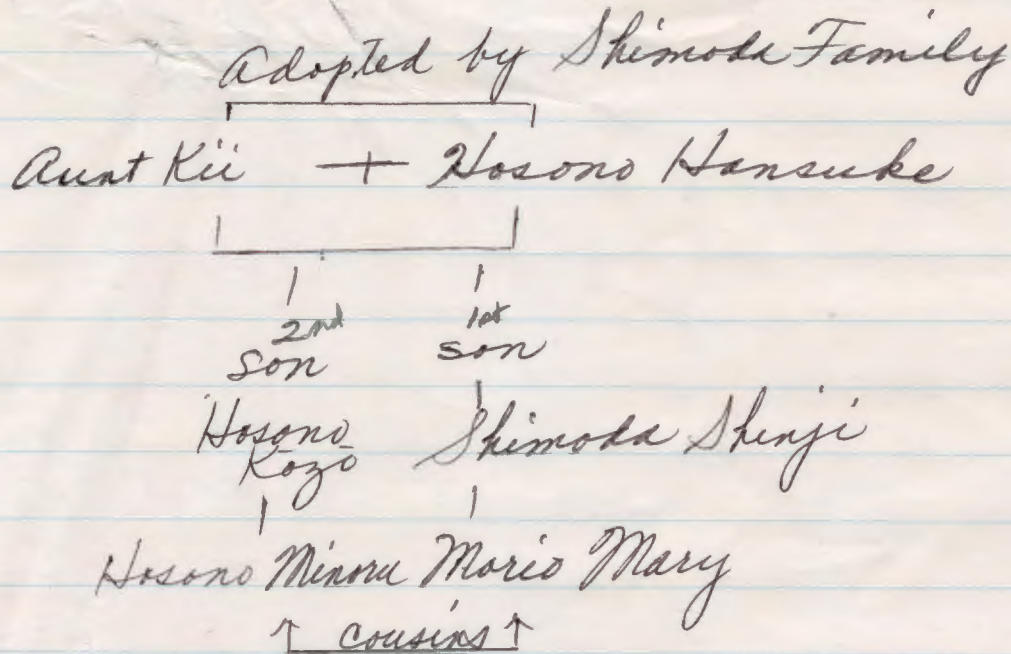 Adopted by Shimoda Family
Aunt Kii + Hosono Hansuke
2nd 1st
Son son
Hosono Shimoda Shinji
Kozo
Hosono Minoru Mario Mary
↑ cousins ↑